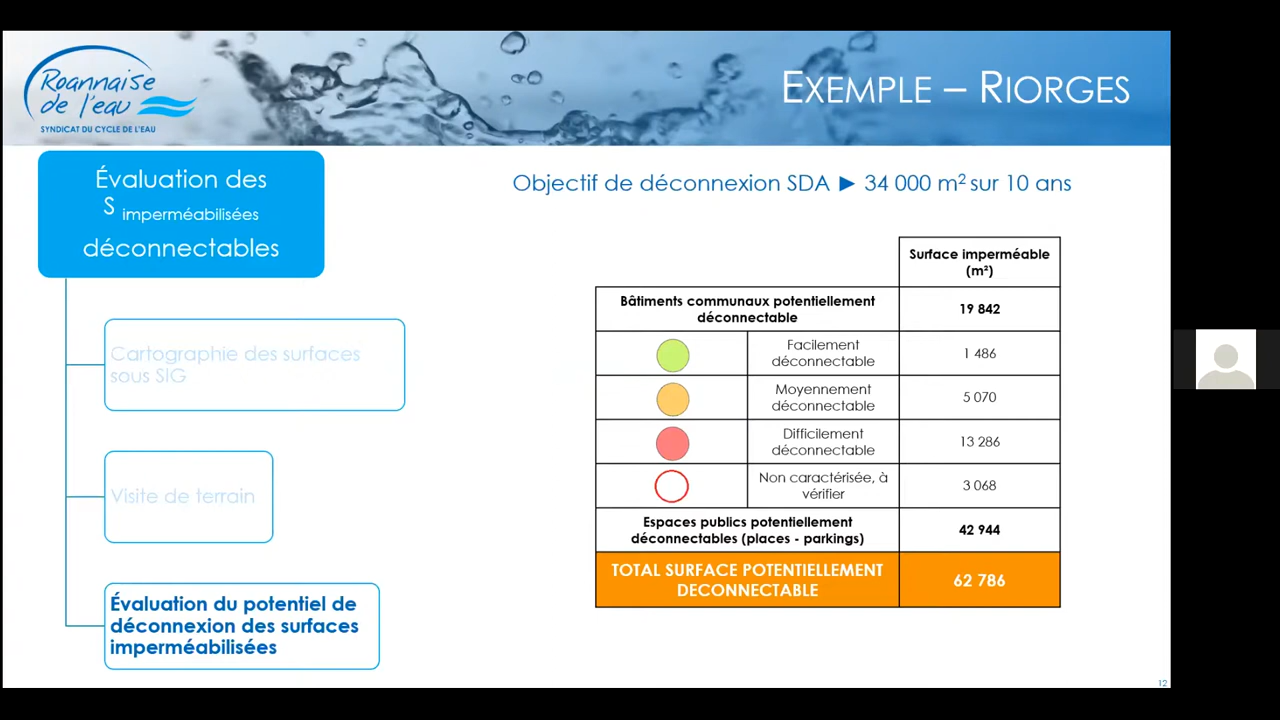 Roannaise
de l'eau
SYNDICAT DU CYCLE DE L'EAU
EXEMPLE – RIORGES
Évaluation des
S imperméabilisées
déconnectables
Cartographie des surfaces
sous SIG
Visite de terrain
Évaluation du potentiel de
déconnexion des surfaces
imperméabilisées
Objectif de déconnexion SDA ► 34 000 m² sur 10 ans
Surface imperméable
(m²)
Bâtiments communaux potentiellement
déconnectable
19 842
Facilement
déconnectable
1 486
Moyennement
déconnectable
5 070
Difficilement
déconnectable
13 286
Non caractérisée, à
vérifier
3 068
Espaces publics potentiellement
déconnectables (places - parkings)
42 944
TOTAL SURFACE POTENTIELLEMENT
DECONNECTABLE
62 786
12